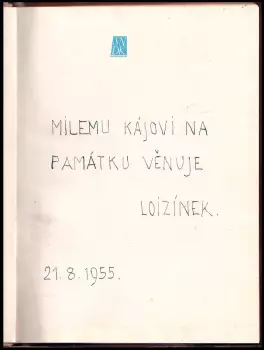 MILEMU KÁJOVI NA
PAMÁTKU VĚNUJE
LOIZÍNEK.
21.8.1955.